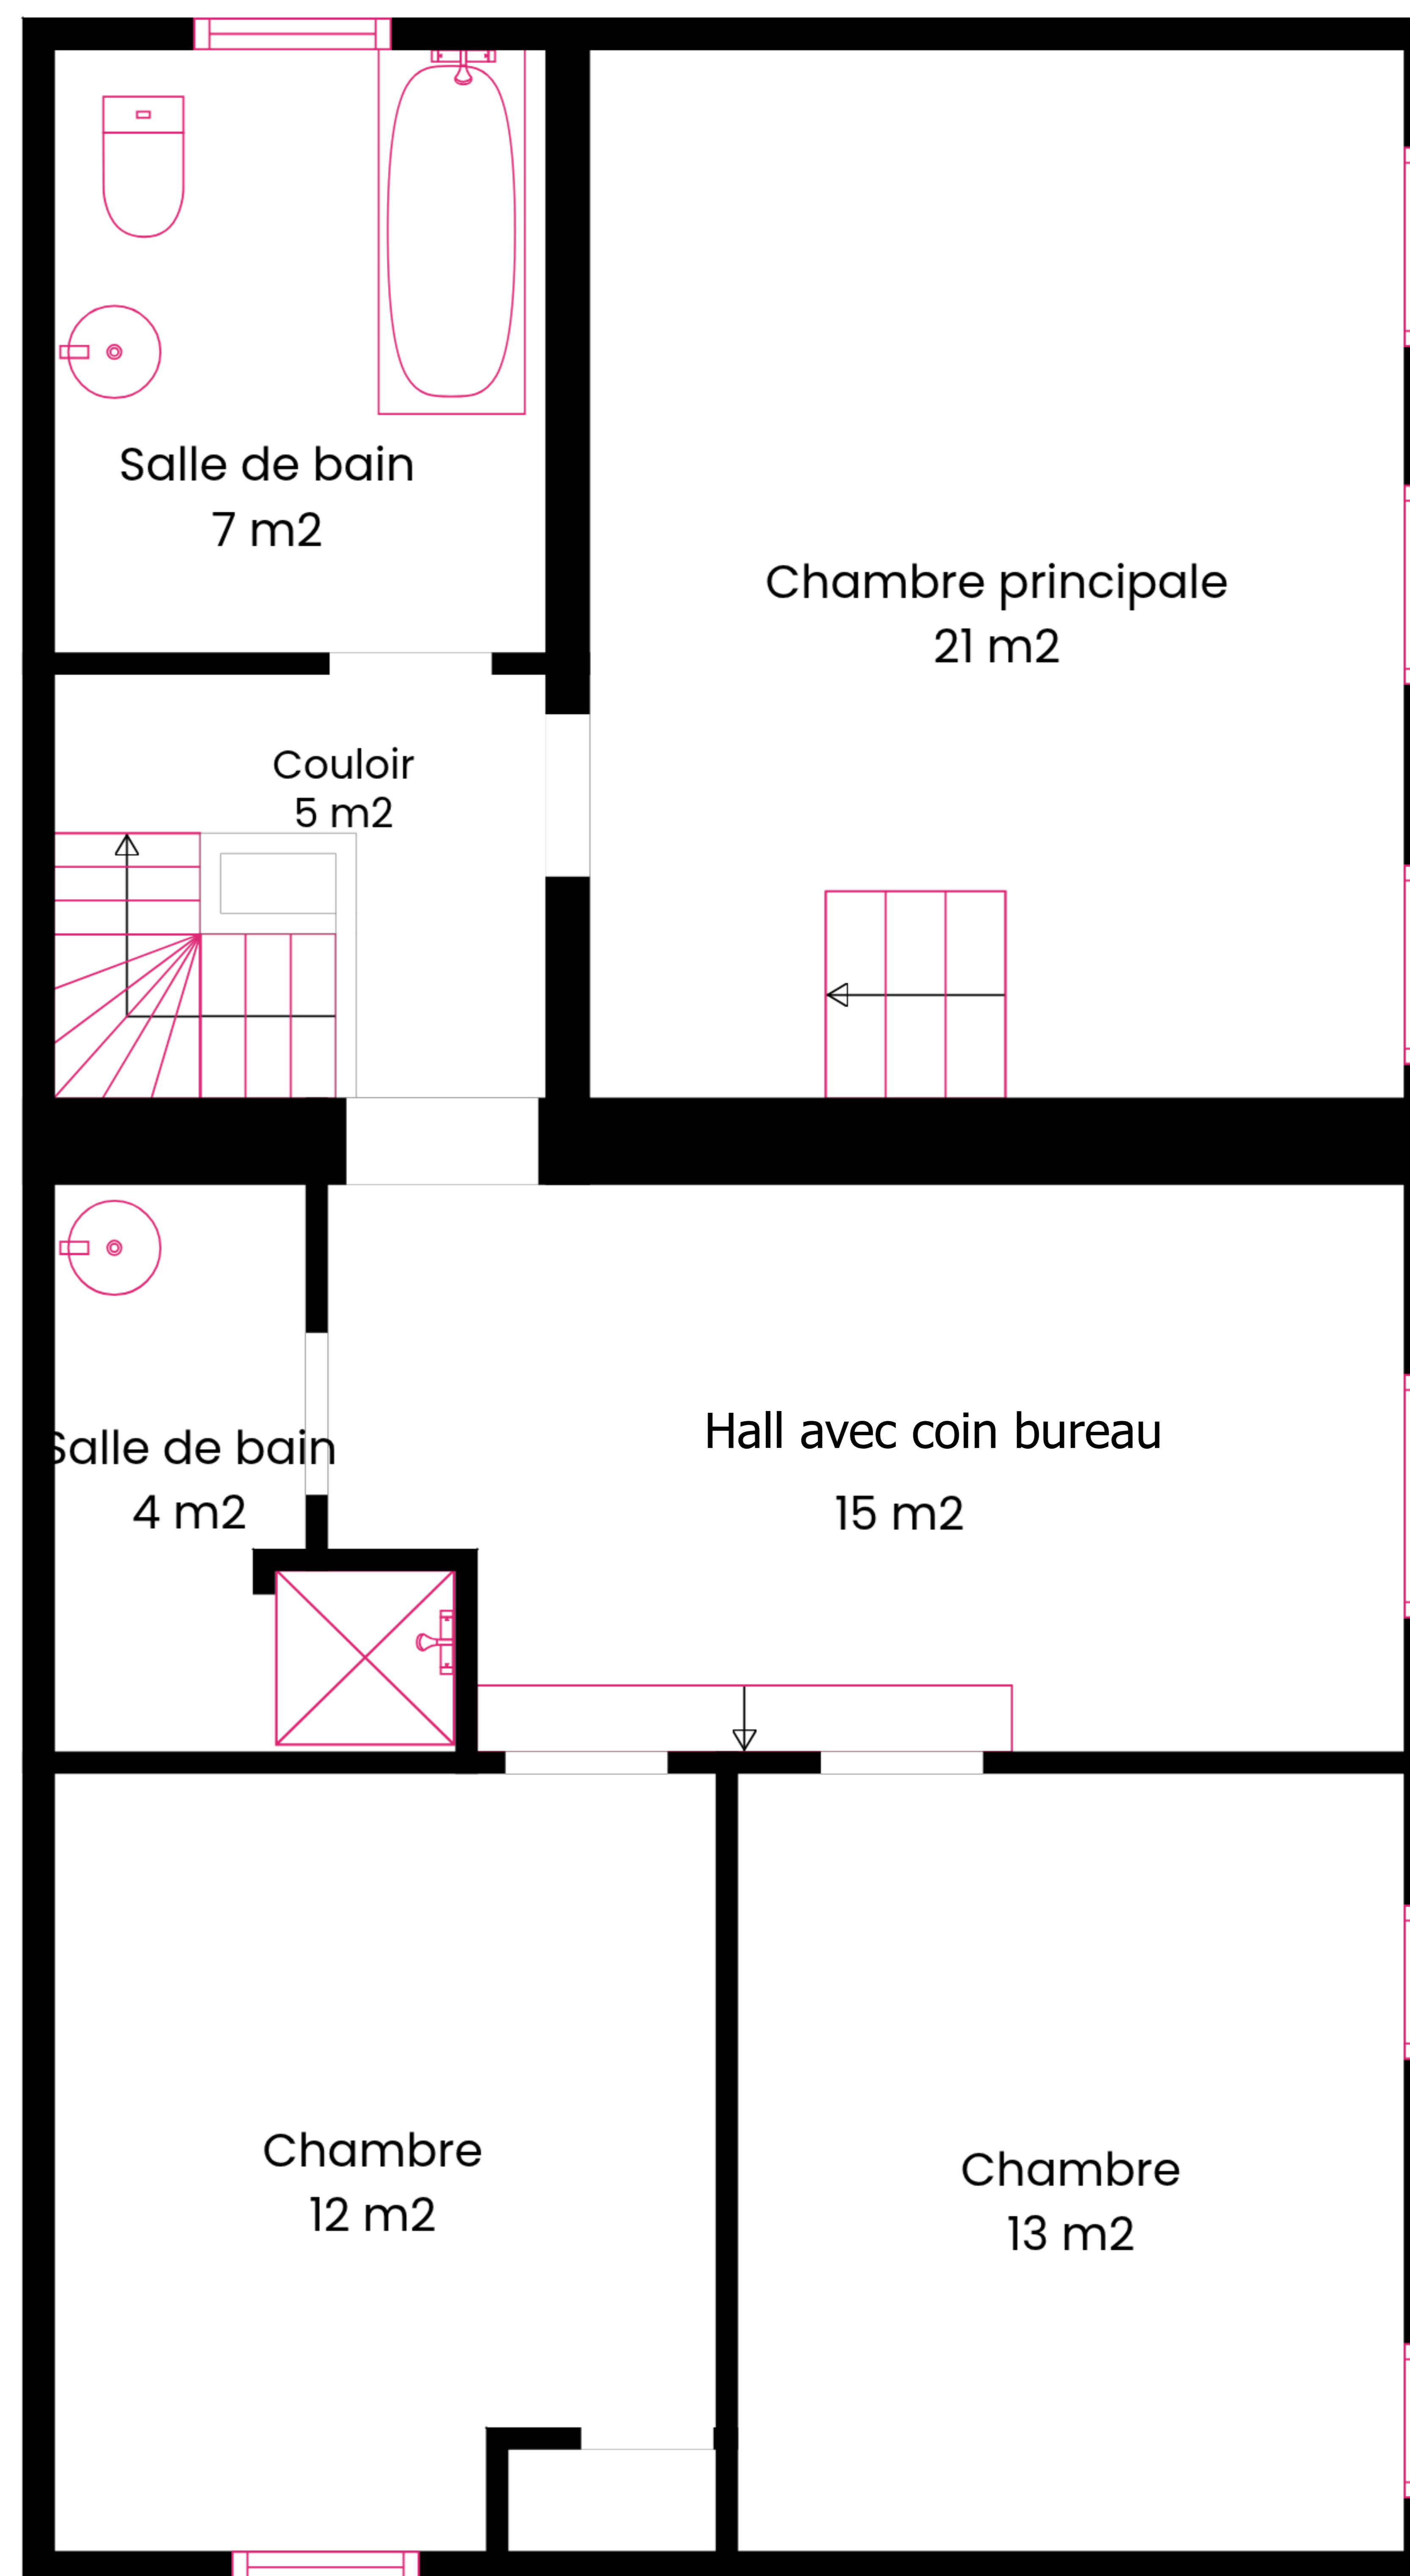 Salle de bain
7 m2
Chambre principale
21 m2
Couloir
5 m2
Hall avec coin bureau
15 m2
Salle de bain
4 m2
Chambre
12 m2
Chambre
13 m2